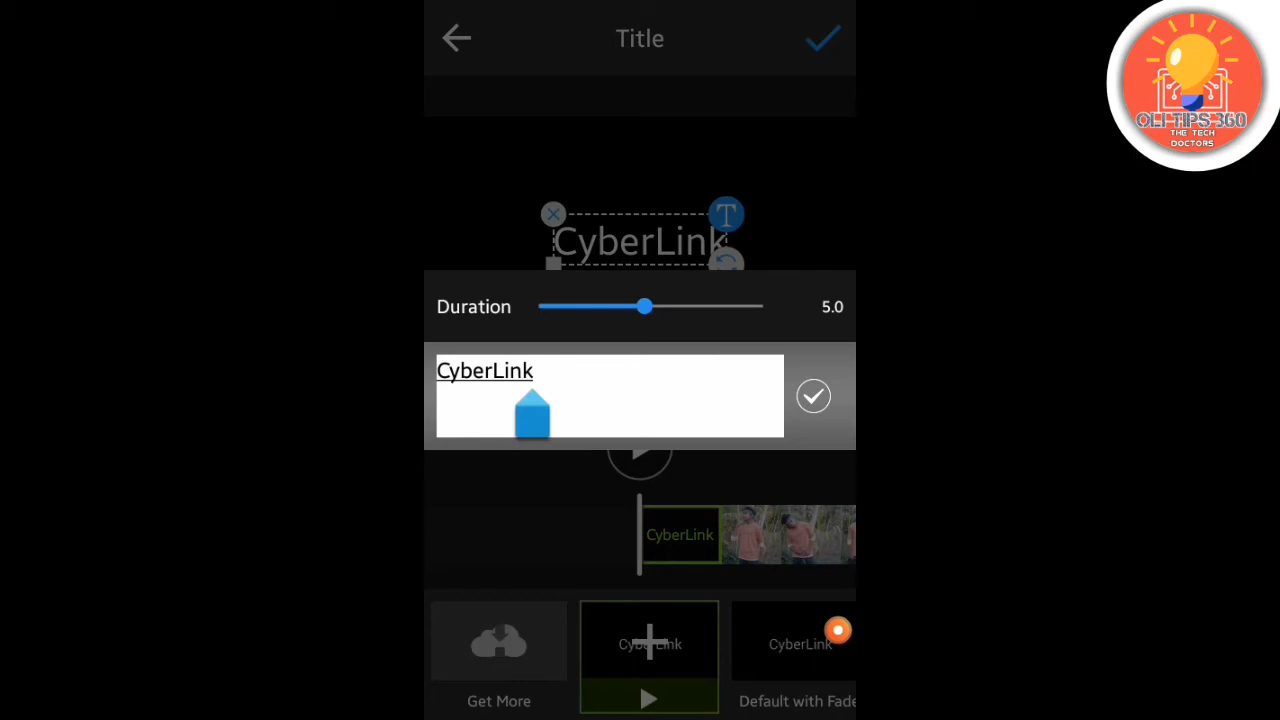 Title
OLI TIPS 360
THE TECH
DOCTORS
T
CyberLink
Duration
5.0
CyberLink
CyberLink
CyberLink
CyberLink
Get More
Default with Fade